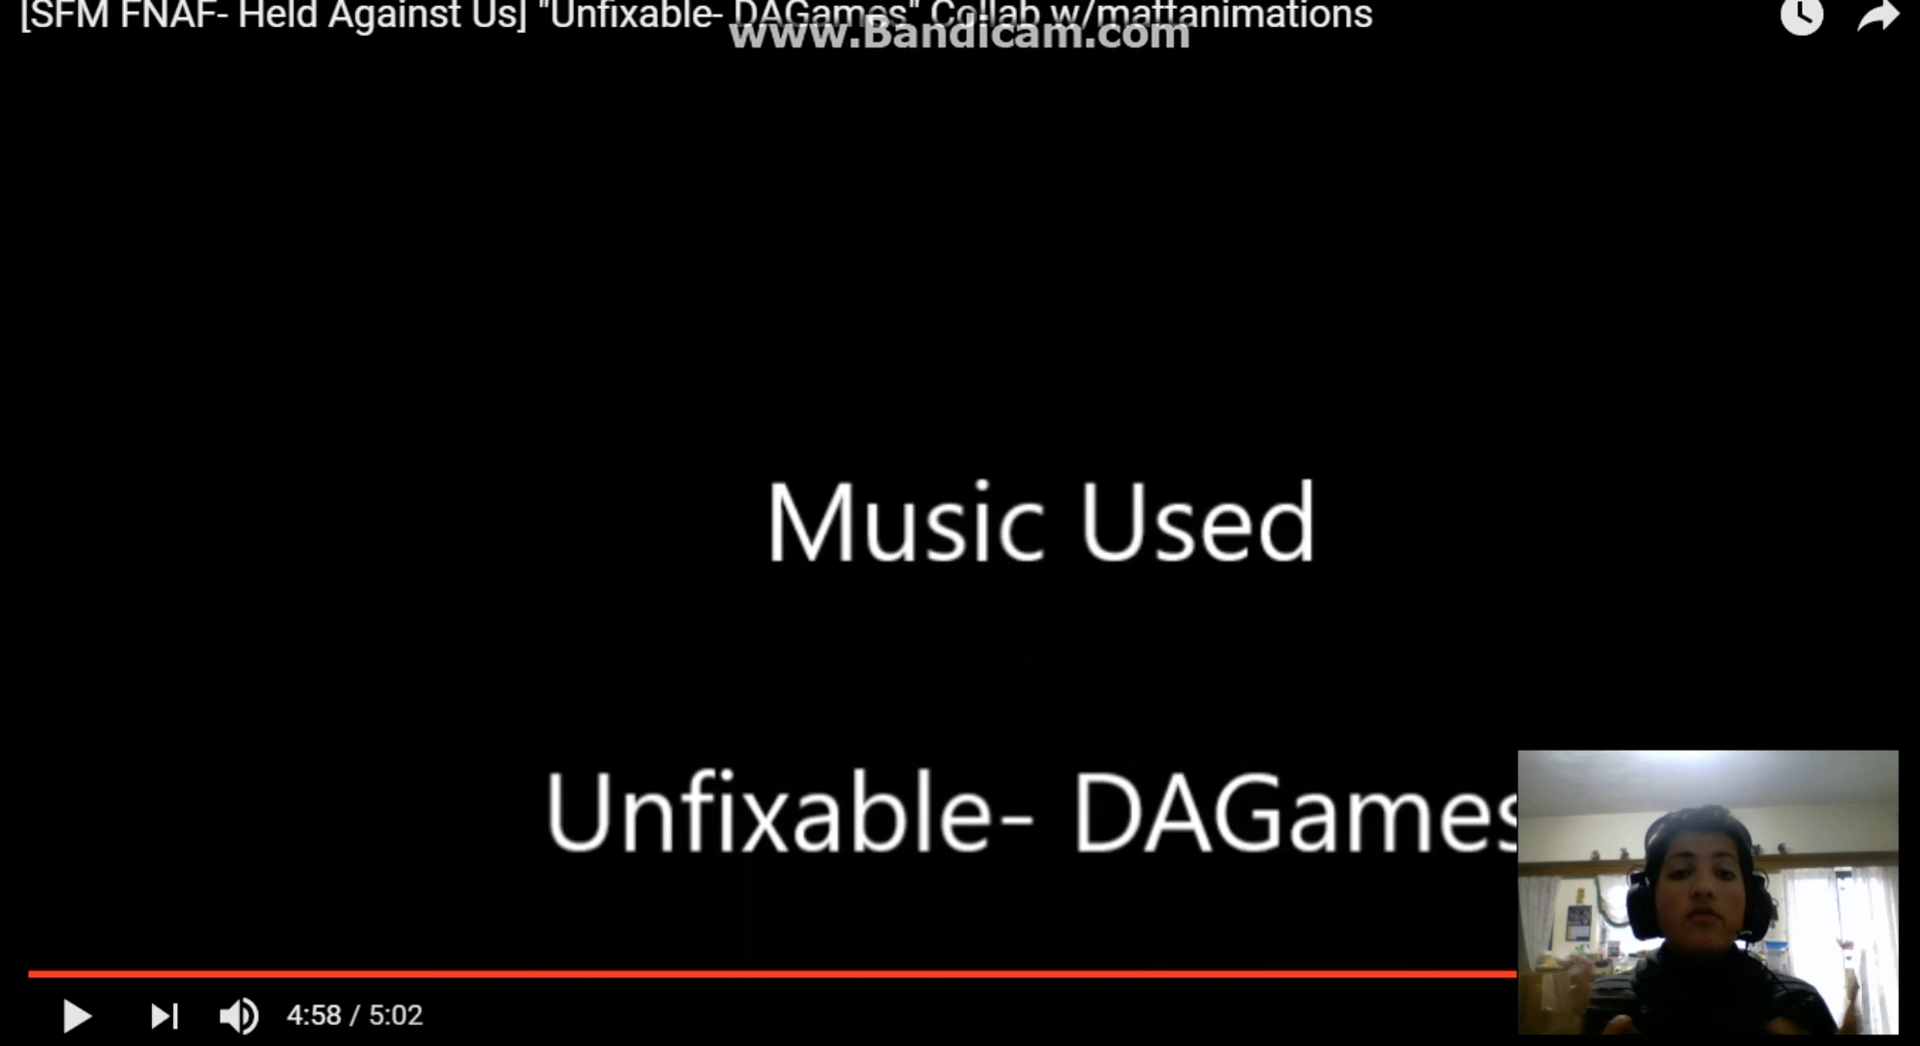 [SFM FNAF- Held Against Us] "Unfixable- DAGames" Collab w/maffanimations
www.Bandicam.com
Music Used
Unfixable- DAGames
4:58 / 5:02